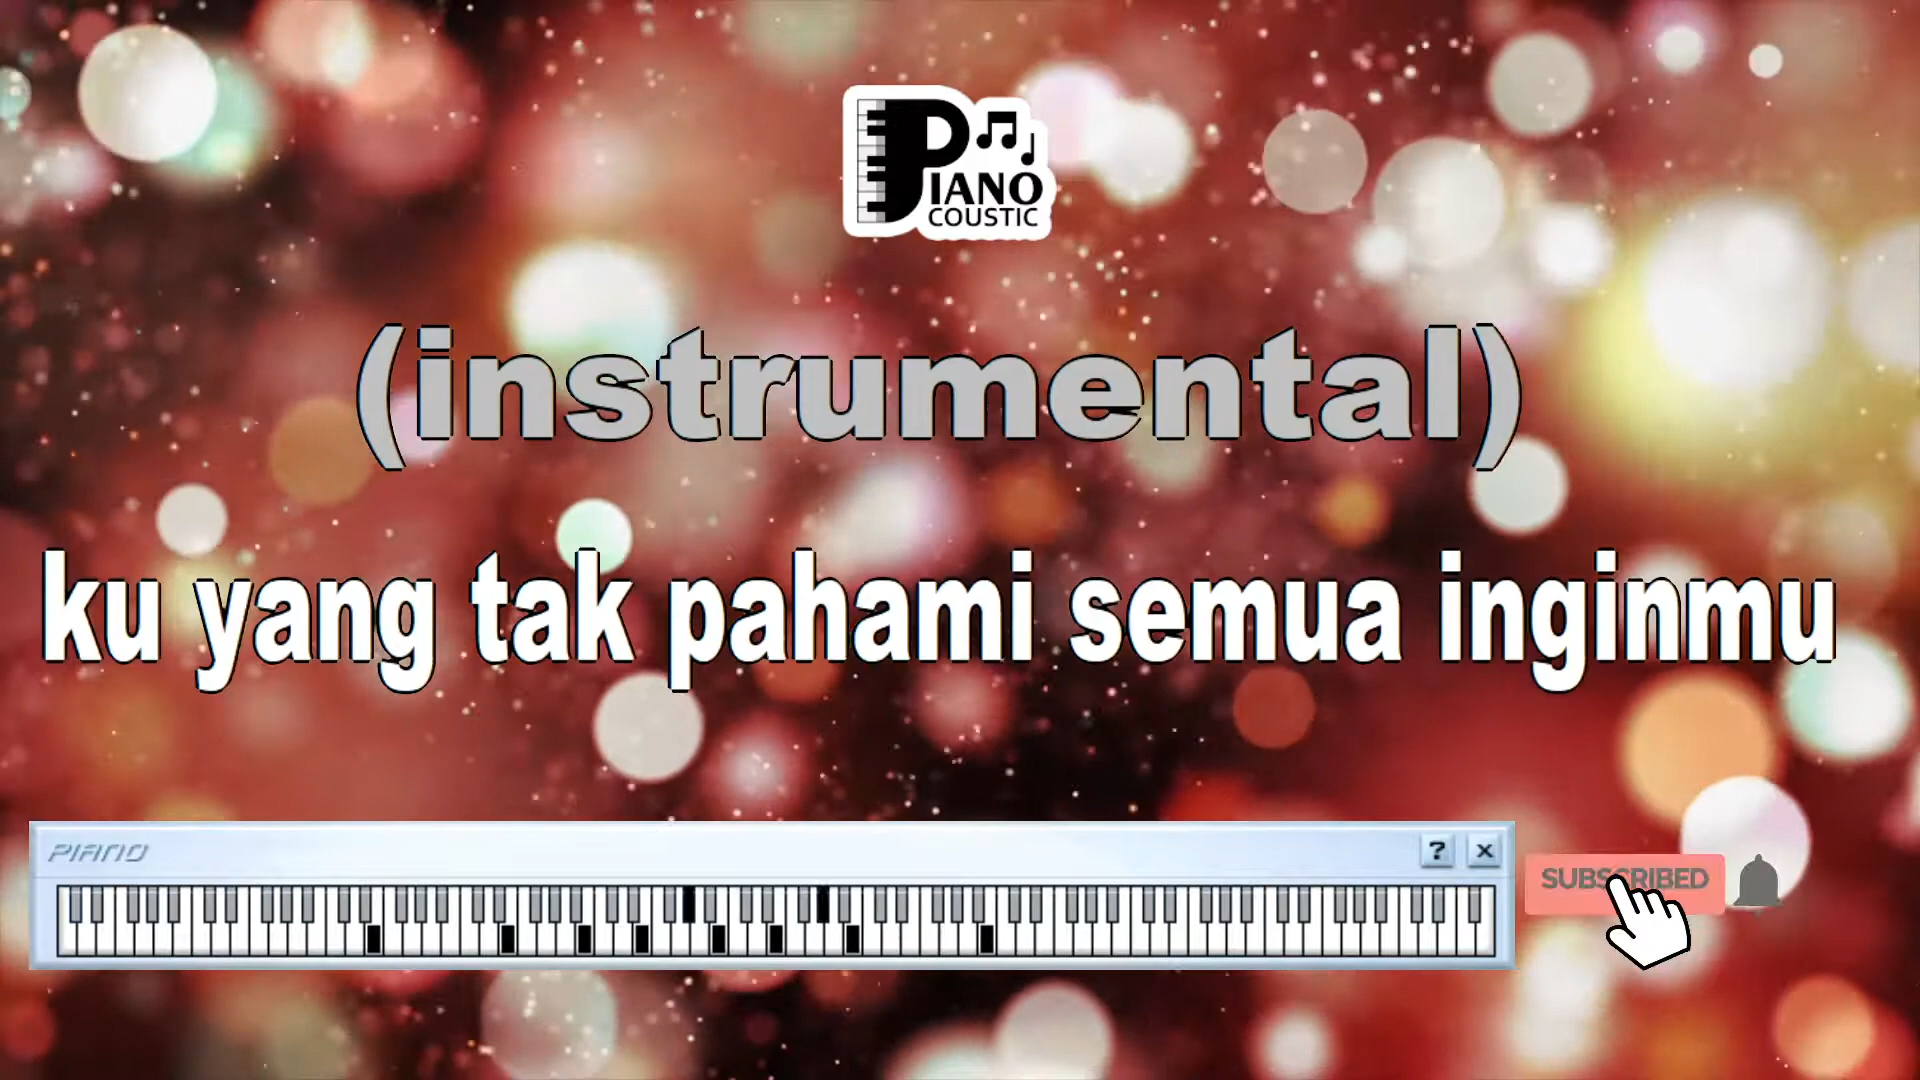 PIANO
COUSTIC
(instrumental)
ku yang tak pahami semua inginmu
PIANO
? x
SUBSCRIBED